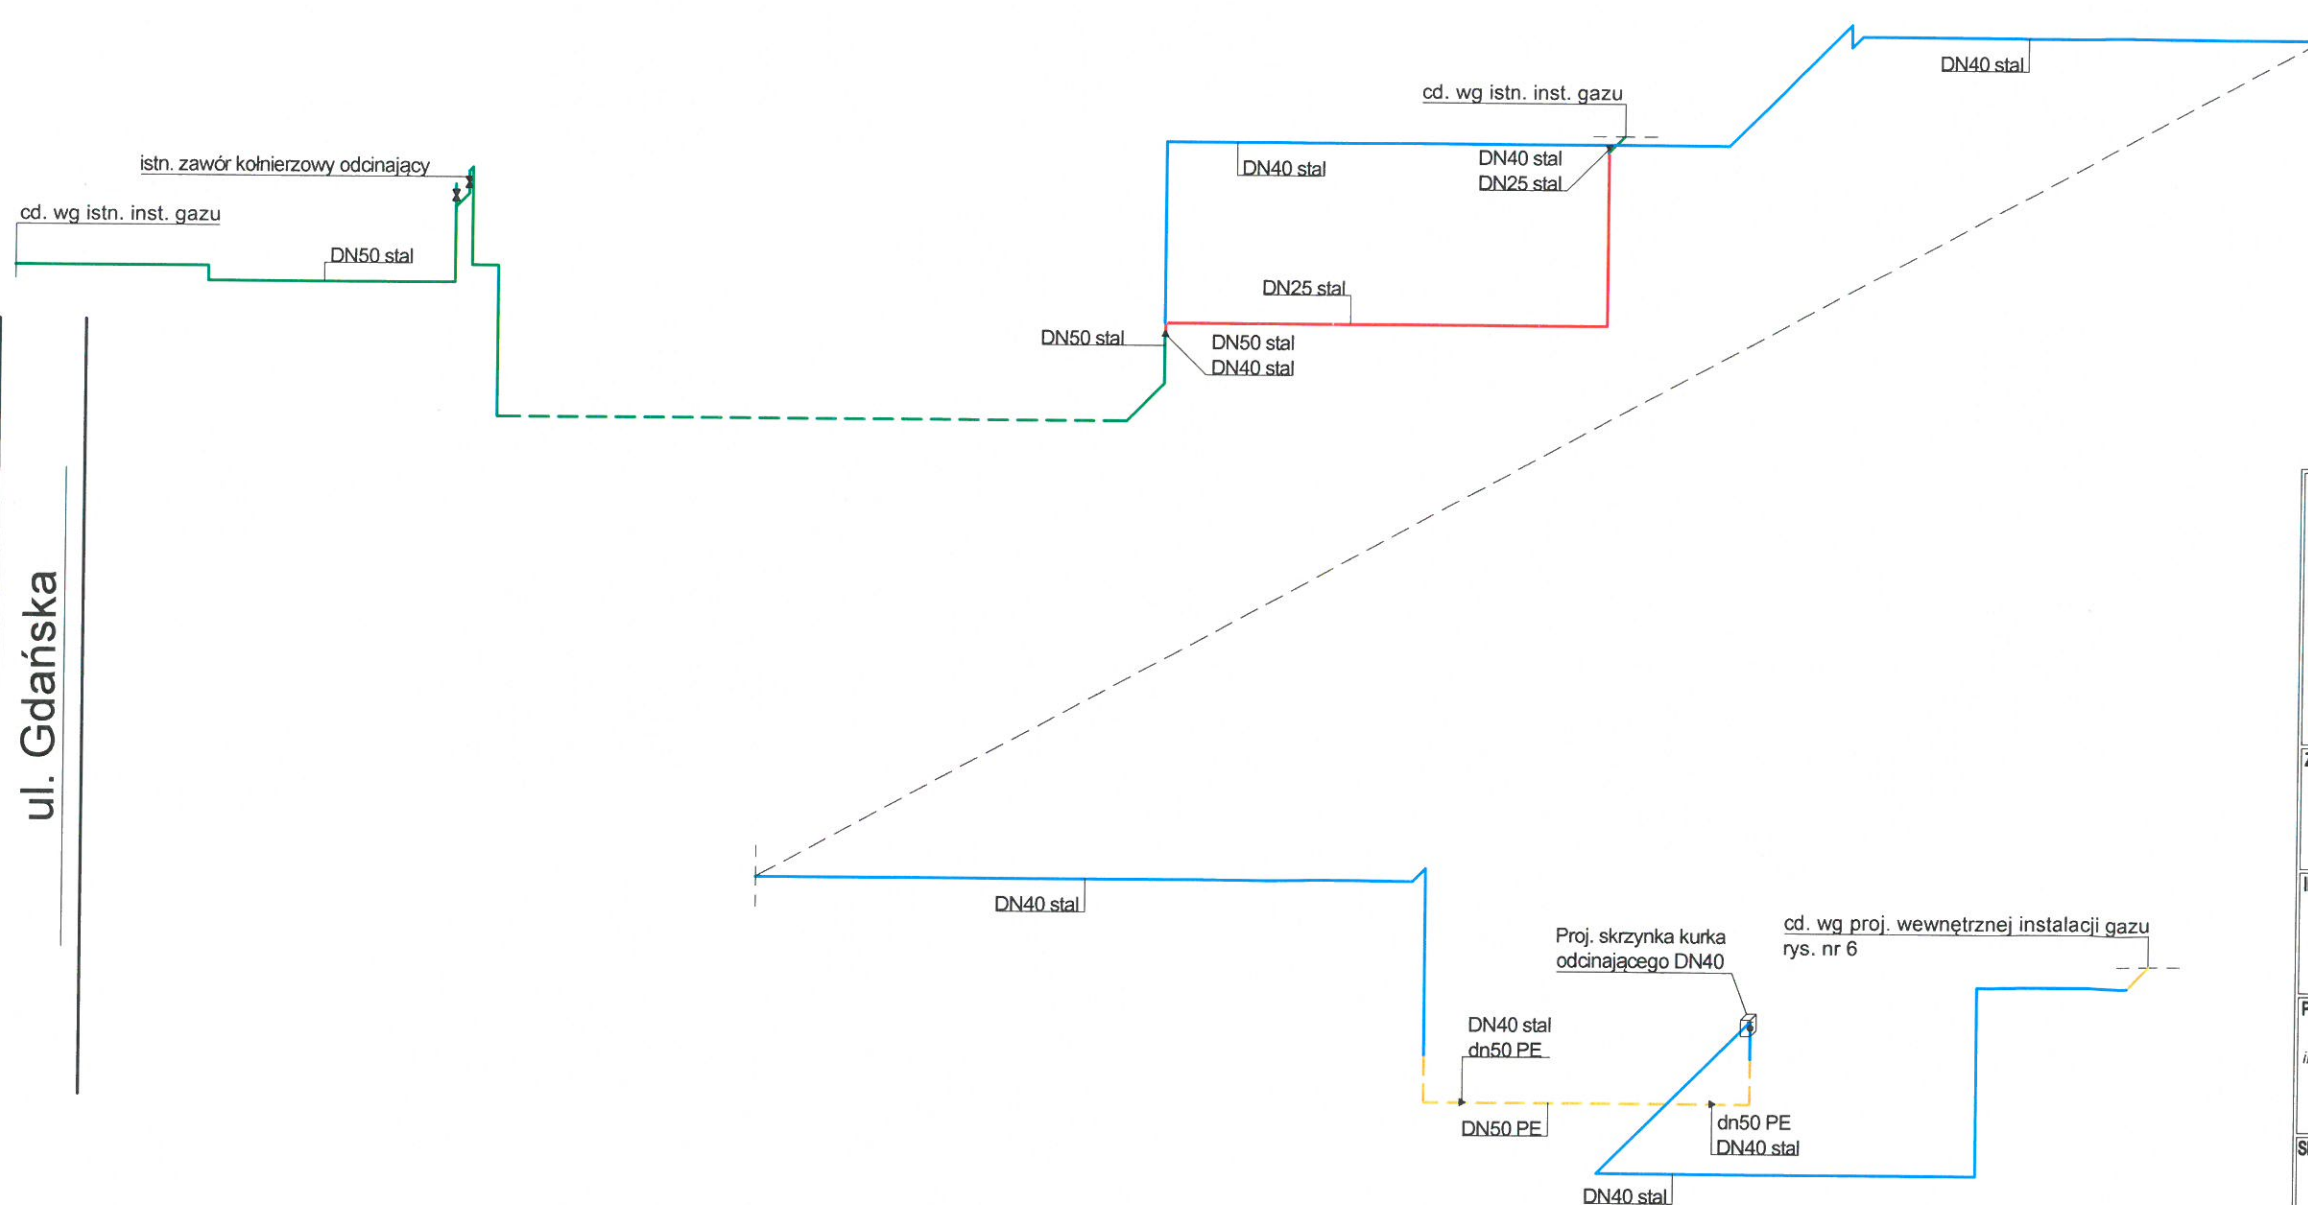 DN40 stal
cd. wg istn. inst. gazu
istn. zawór kołnierzowy odcinający
DN40 stal
DN40 stal
DN25 stal
cd. wg istn. inst. gazu
DN50 stal
DN25 stal
DN50 stal
DN50 stal
DN40 stal
ul. Gdańska
DN40 stal
Proj. skrzynka kurka
odcinającego DN40
cd. wg proj. wewnętrznej instalacji gazu
rys. nr 6
DN40 stal
dn50 PE
DN50 PE
dn50 PE
DN40 stal
DN40 stal